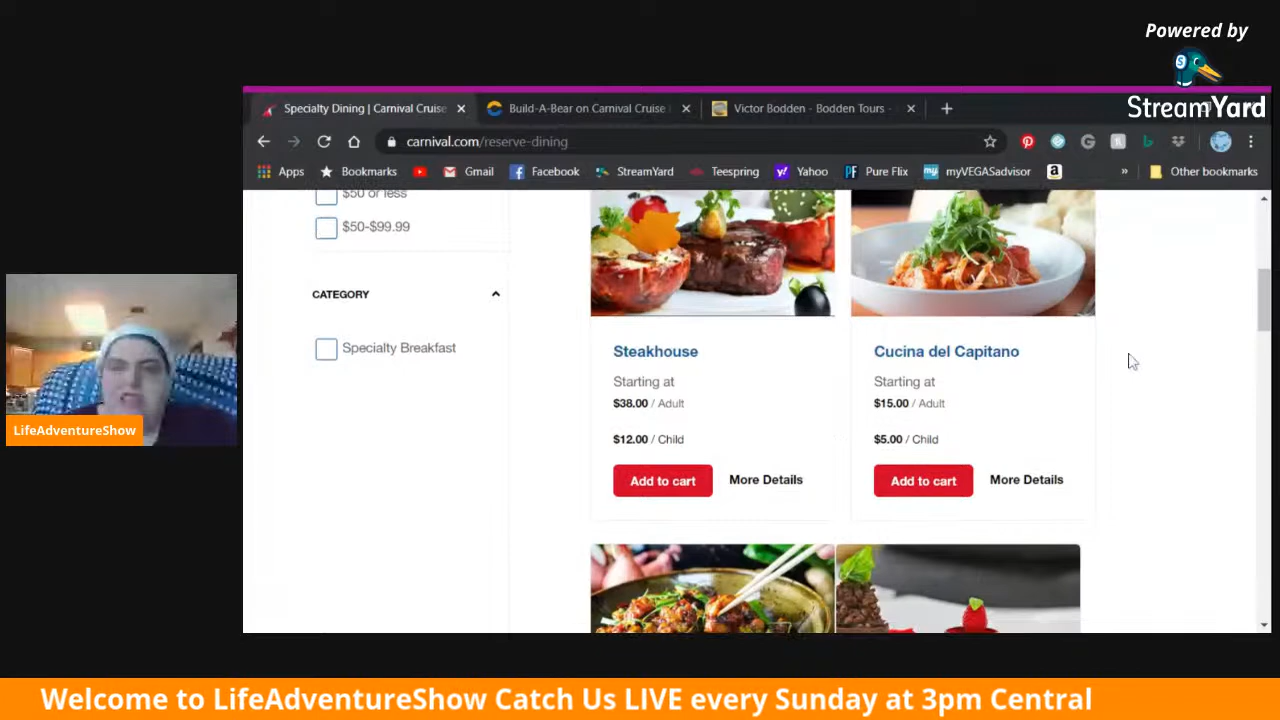 Powered by
StreamYard
Specialty Dining | Carnival Cruise
Build-A-Bear on Carnival Cruise
Victor Bodden - Bodden Tours -
carnival.com/reserve-dining
Apps
Bookmarks
Gmail
Facebook
StreamYard
Teespring
Yahoo
Pure Flix
myVEGASadvisor
»
Other bookmarks
$50 or less
$50-$99.99
CATEGORY
Specialty Breakfast
Steakhouse
Starting at
$38.00 / Adult
$12.00 / Child
Add to cart
More Details
Cucina del Capitano
Starting at
$15.00 / Adult
$5.00 / Child
Add to cart
More Details
LifeAdventureShow
Welcome to LifeAdventureShow Catch Us LIVE every Sunday at 3pm Central